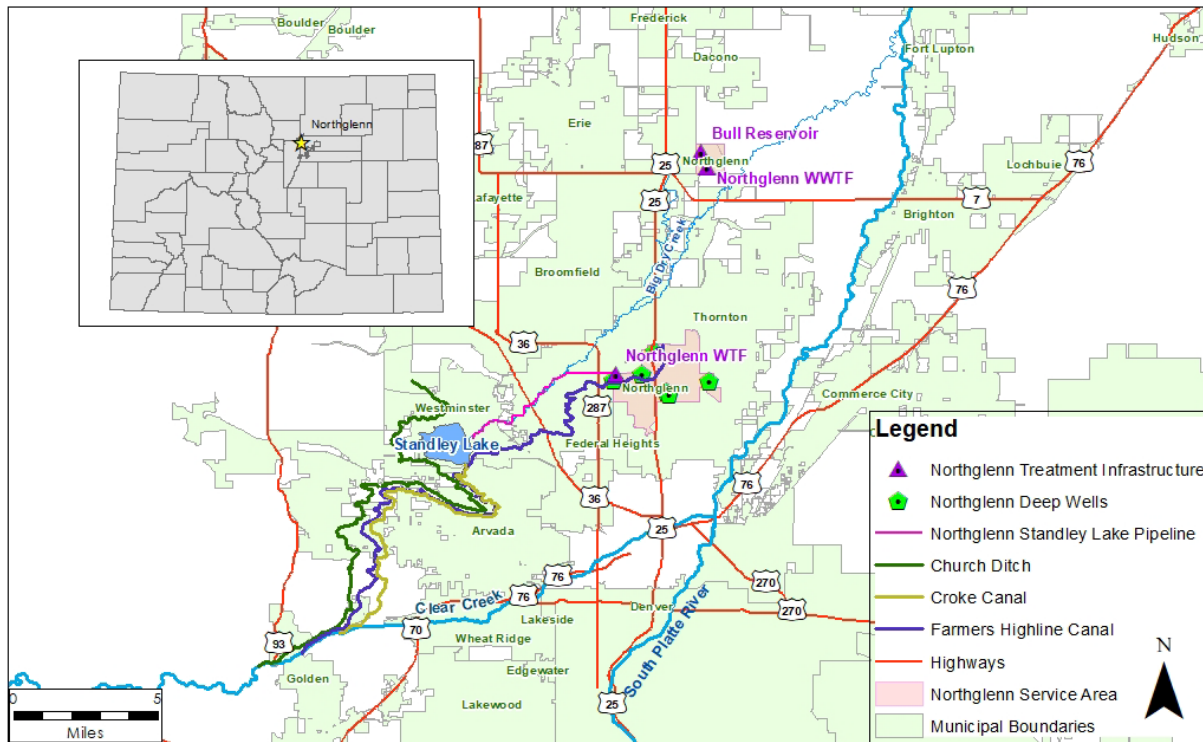 Boulder
Boulder
Frederick
Dacono
Fort Lupton
Hudson
Northglenn
Erie
87
Bull Reservoir
Northglenn
Northglenn WWTF
25
25
Lochbuie
76
7
Lafayette
Brighton
Big Dry Creek
Broomfield
76
Thornton
36
Northglenn WTF
Northglenn
287
Commerce City
Westminster
Standley Lake
Federal Heights
76
36
25
Arvada
76
76
270
270
Clear Creek
Lakeside
Denver
70
93
Wheat Ridge
Edgewater
Golden
Lakewood
South Platte River
25
0 5
Miles
Legend
Northglenn Treatment Infrastructure
Northglenn Deep Wells
Northglenn Standley Lake Pipeline
Church Ditch
Croke Canal
Farmers Highline Canal
Highways
Northglenn Service Area
Municipal Boundaries
N